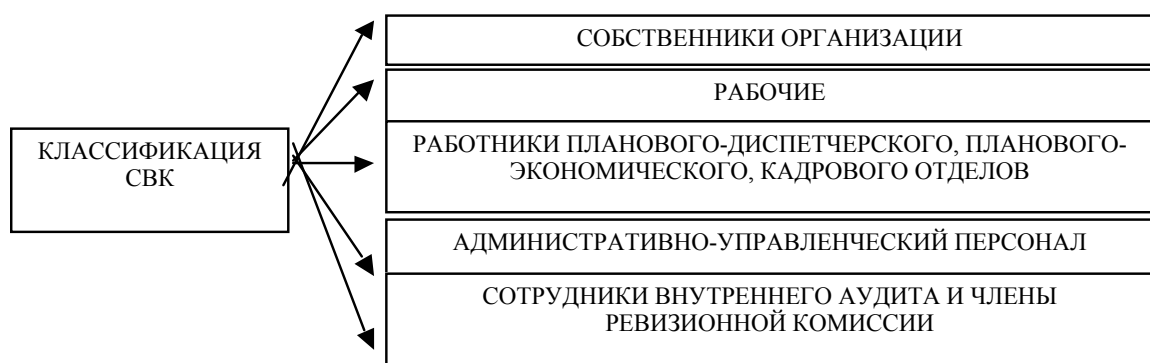 СОБСТВЕННИКИ ОРГАНИЗАЦИИ
РАБОЧИЕ
КЛАССИФИКАЦИЯ
СВК
РАБОТНИКИ ПЛАНОВОГО-ДИСПЕТЧЕРСКОГО, ПЛАНОВОГО-
ЭКОНОМИЧЕСКОГО, КАДРОВОГО ОТДЕЛОВ
АДМИНИСТРАТИВНО-УПРАВЛЕНЧЕСКИЙ ПЕРСОНАЛ
СОТРУДНИКИ ВНУТРЕННЕГО АУДИТА И ЧЛЕНЫ
РЕВИЗИОННОЙ КОМИССИИ